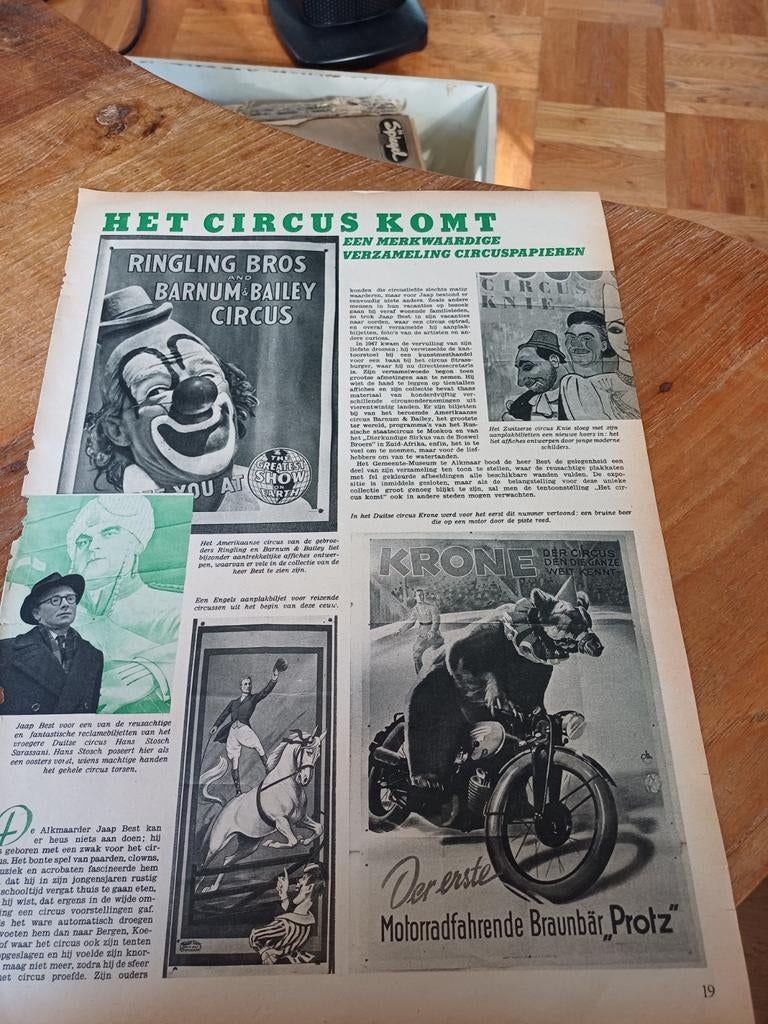 Spiegel
HET CIRCUS KOMT
EEN MERKWAARDIGE
VERZAMELING CIRCUSPAPIEREN
RINGLING BROS
AND
BARNUM & BAILEY
CIRCUS
YOU AT
THE
GREATEST
SHOW
ON
EARTH
Het Amerikaanse circus van de gebroe-
ders Ringling en Barnum & Bailey liet
bijzonder aantrekkelijke affiches ontwer-
pen, waarvan er vele in de collectie van de
heer Best te zien zijn.
Een Engels aanplakbiljet voor reizende
circussen uit het begin van deze eeuw.
Jaap Best voor een van de reusachtige
en fantastische reclamebiljetten van het
vroegere Duitse circus Hans Stosch
Sarassani. Hans Stosch poseert hier als
een oosters vorst, wiens machtige handen
het gehele circus torsen.
De Alkmaarder Jaap Best kan
er heus niets aan doen; hij
geboren met een zwak voor het cir-
us. Het bonte spel van paarden, clowns,
uziek en acrobaten fascineerde hem
dat hij in zijn jongensjaren rustig
schooltijd vergat thuis te gaan eten,
hij wist, dat ergens in de wijde om-
ing een circus voorstellingen gaf.
s het ware automatisch droegen
voeten hem dan naar Bergen, Koe-
of waar het circus ook zijn tenten
opgeslagen en hij voelde zijn knor-
maag niet meer, zodra hij de sfeer
het circus proefde. Zijn ouders
konden die circusliefde slechts matig
waarderen, maar voor Jaap bestond er
eenvoudig niets anders. Zoals andere
mensen in hun vacanties op bezoek
gaan bij veraf wonende familieleden,
zo trok Jaap Best in zijn vacanties
naar oorden, waar een circus optrad,
en overal verzamelde hij aanplak-
biljetten, foto's van de artisten en an-
dere curiosa.
In 1947 kwam de vervulling van zijn
liefste dromen; hij verwisselde de kan-
toorstoel bij een kunstmesthandel
voor een baan bij het circus Strass-
burger, waar hij nu directiesecretaris
is. Zijn verzamelwoede begon toen
grootse afmetingen aan te nemen. Hij
wist de hand te leggen op tientallen
affiches en zijn collectie bevat thans
materiaal van honderdvijftig ver-
schillende circusondernemingen uit
vierentwintig landen. Er zijn biljetten
bij van het beroemde Amerikaanse
circus Barnum & Bailey, het grootste
ter wereld, programma's van het Rus-
sische staatscircus te Moskou en van
het „Dierkundige Sirkus van de Boswel
Broers" in Zuid-Afrika, enfin, het is te
veel om te noemen, maar voor de lief-
hebbers om van te watertanden.
Het Gemeente-Museum te Alkmaar bood de heer Best de gelegenheid een
deel van zijn verzameling ten toon te stellen, waar de reusachtige plakkaten
met fel gekleurde afbeeldingen alle beschikbare wanden vulden. De expo-
sitie is inmiddels gesloten, maar als de belangstelling voor deze unieke
collectie groot genoeg blijkt te zijn, zal men de tentoonstelling „Het cir-
cus komt" ook in andere steden mogen verwachten.
CIRCUS
KNIE
Het Zwitserse circus Knie sloeg met zijn
aanplakbiljetten een nieuwe koers in: het
liet affiches ontwerpen door jonge moderne
schilders.
In het Duitse circus Krone werd voor het eerst dit nummer vertoond: een bruine beer
die op een motor door de piste reed.
KRONE
DER CIRCUS
DEN DIE GANZE
WELT KENNT
Der erste
Motorradfahrende Braunbär „Protz"
19